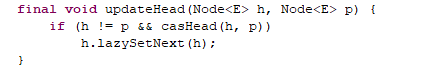 final void updateHead(Node<E> h, Node<E> p) {
    if (h != p && casHead(h, p))
        h.lazySetNext(h);
}